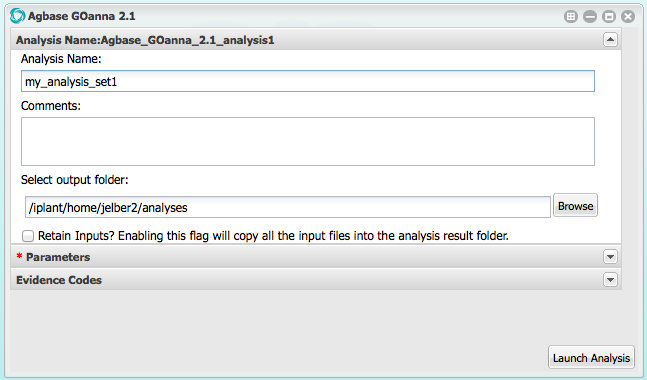 Agbase GOanna 2.1
Analysis Name:Agbase_GOanna_2.1_analysis1
Analysis Name:
my_analysis_set1
Comments:
Select output folder:
/iplant/home/jelber2/analyses
Browse
Retain Inputs? Enabling this flag will copy all the input files into the analysis result folder.
* Parameters
Evidence Codes
Launch Analysis